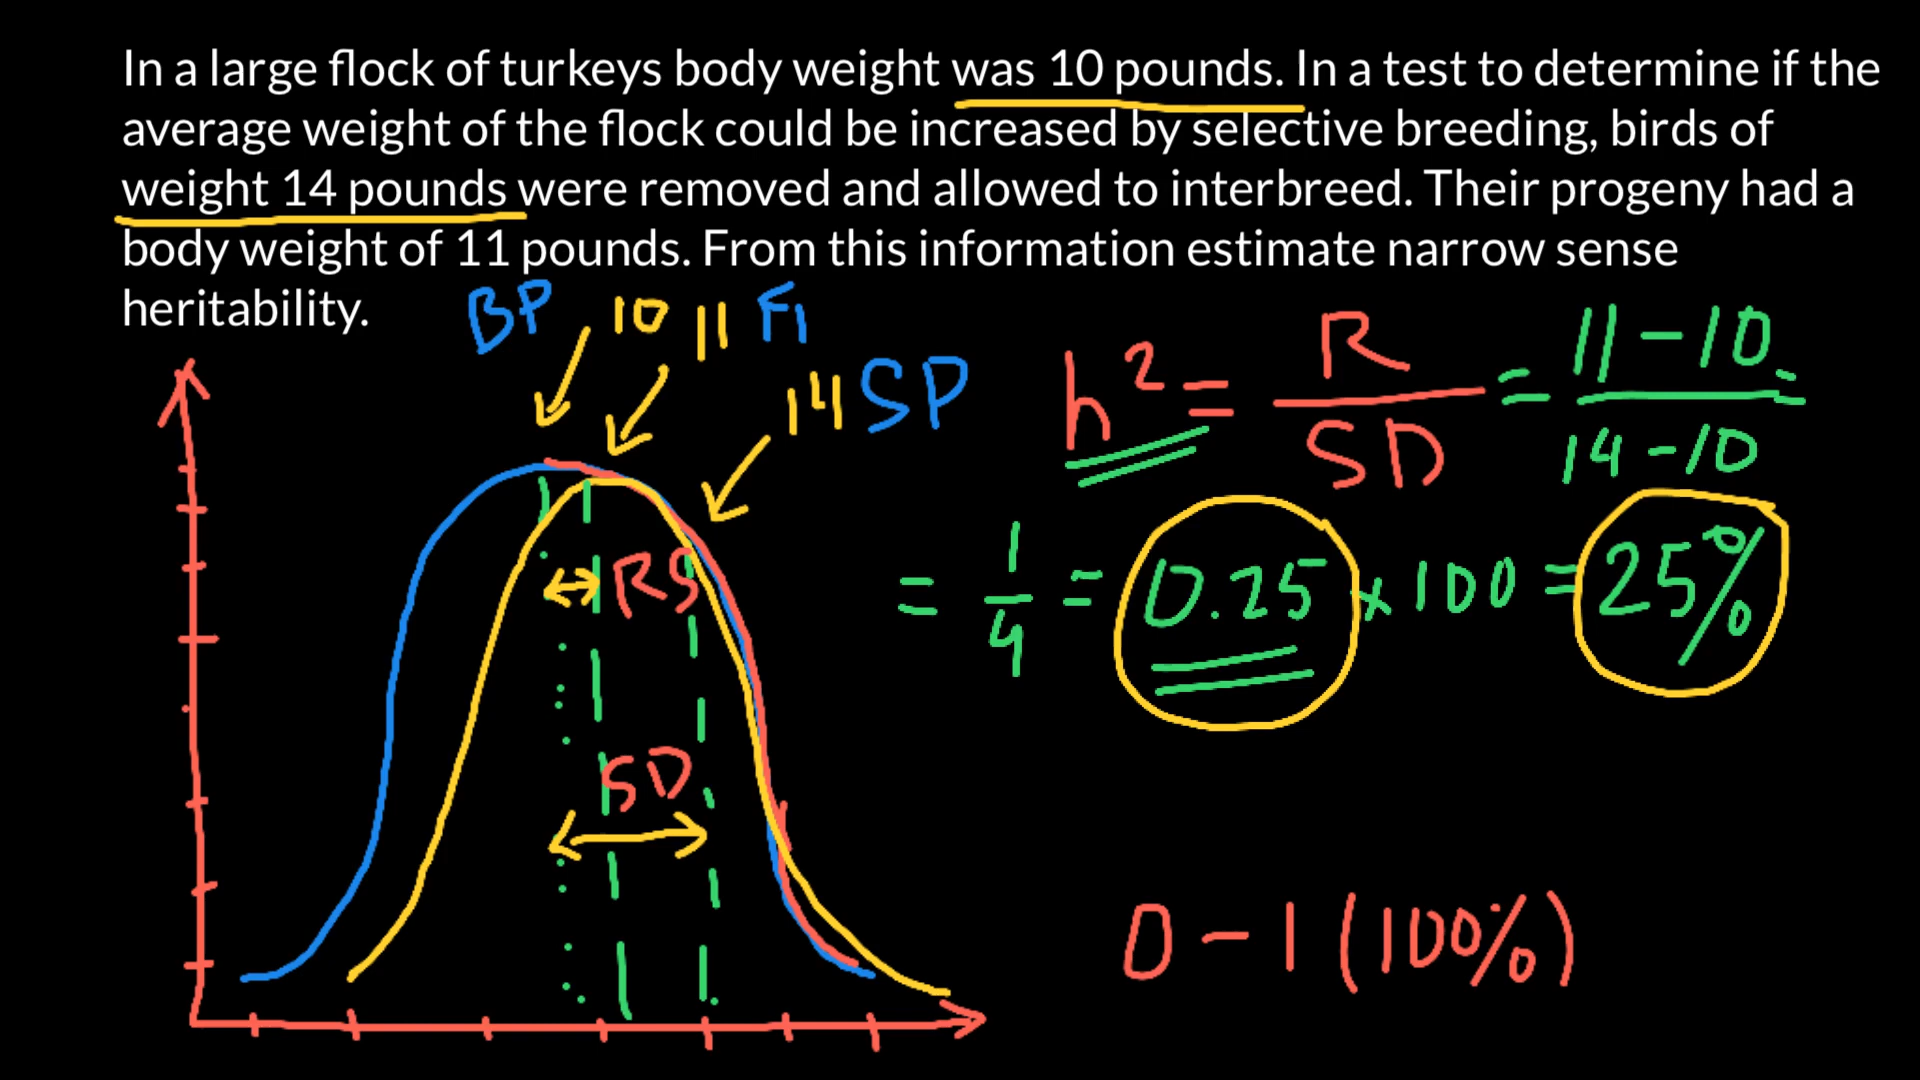 In a large flock of turkeys body weight was 10 pounds. In a test to determine if the
average weight of the flock could be increased by selective breeding, birds of
weight 14 pounds were removed and allowed to interbreed. Their progeny had a
body weight of 11 pounds. From this information estimate narrow sense
heritability.
BP 10 11 F1
14 SP
h² = R/SD = 11-10/14-10
RS
= 1/4 = 0.25 x 100 = 25%
SD
0 - 1 (100%)